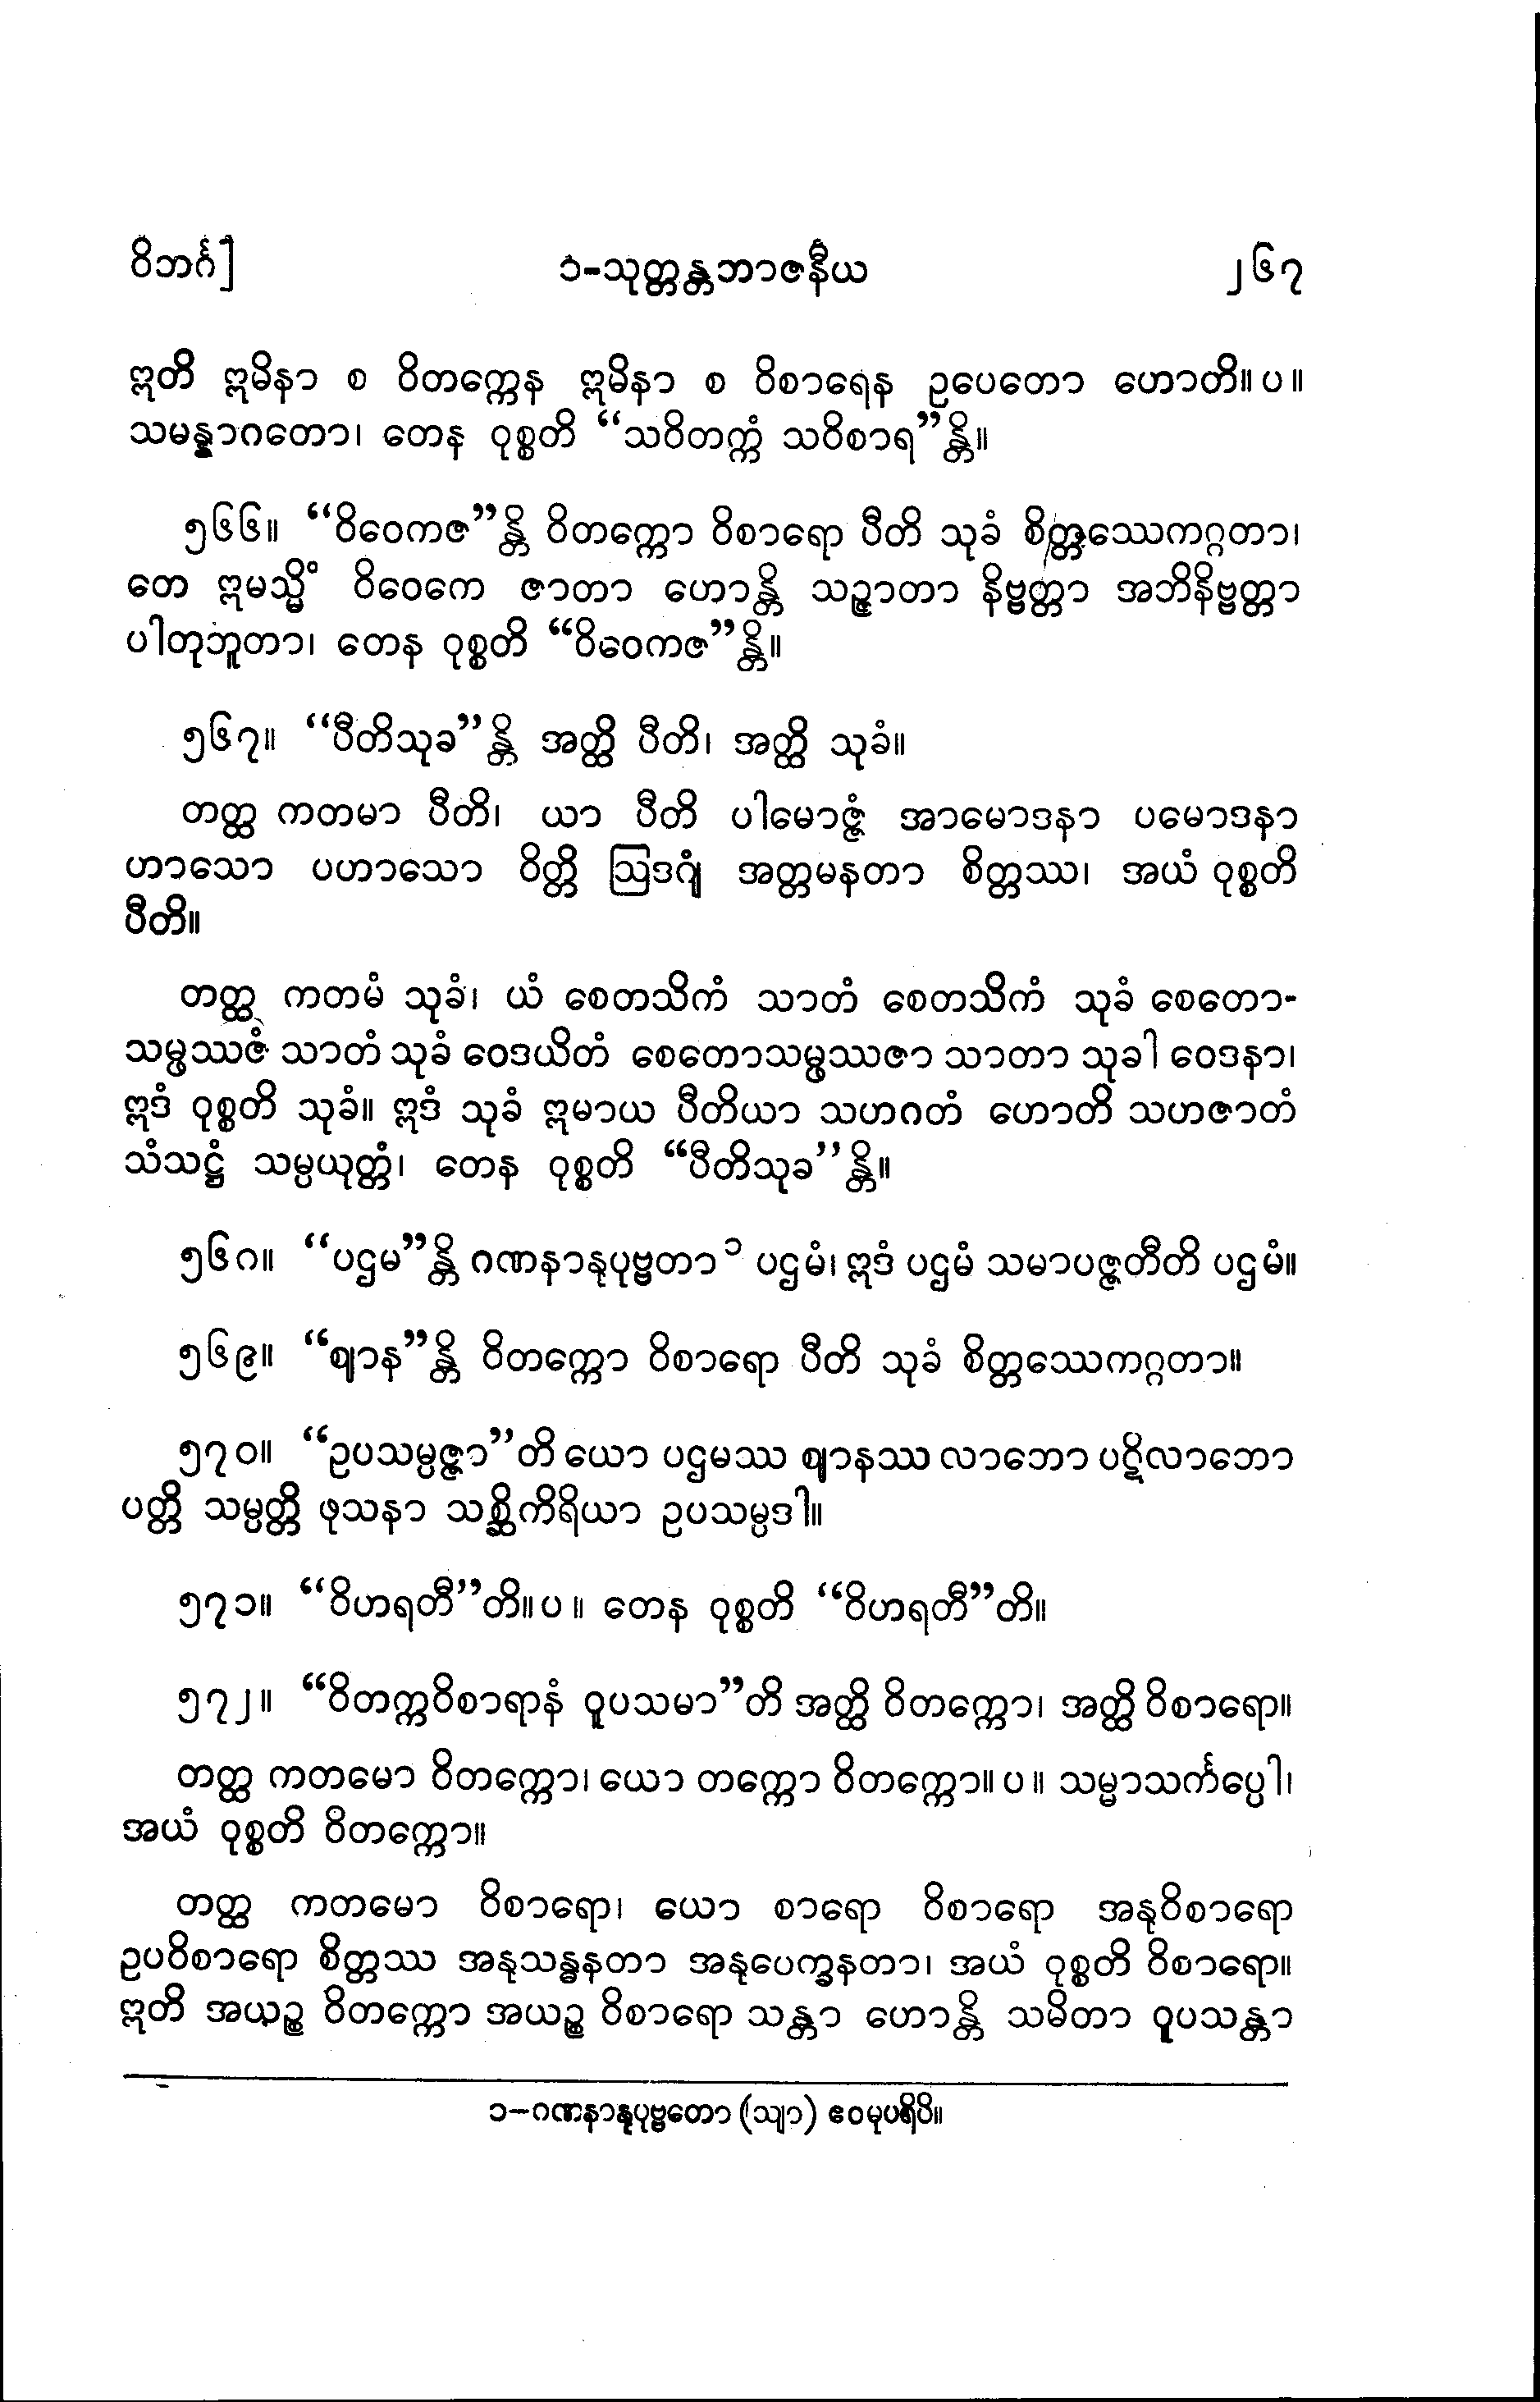 ဝိဘင်္ဂ]	၁-သုတ္တန္တဘာဇနီယ	၂၆၇
ဣတိ ဣမိနာ စ ဝိတက္ကေန ဣမိနာ စ ဝိစာရေန ဥပေတော ဟောတိ။ ပ ။
သမန္နာဂတော၊ တေန ဝုစ္စတိ “သဝိတက္ကံ သဝိစာရ”န္တိ။
၅၆၆။ “ဝိဝေကဇ”န္တိ ဝိတက္ကော ဝိစာရော ပီတိ သုခံ စိတ္တဿေကဂ္ဂတာ၊
တေ ဣမသ္မိံ ဝိဝေကေ ဇာတာ ဟောန္တိ သဉ္ဇာတာ နိဗ္ဗတ္တာ အဘိနိဗ္ဗတ္တာ
ပါတုဘူတာ၊ တေန ဝုစ္စတိ “ဝိဝေကဇ”န္တိ။
၅၆၇။ “ပီတိသုခ”န္တိ အတ္ထိ ပီတိ၊ အတ္ထိ သုခံ။
တတ္ထ ကတမာ ပီတိ၊ ယာ ပီတိ ပါမောဇ္ဇံ အာမောဒနာ ပမောဒနာ
ဟာသော ပဟာသော ဝိတ္တိ ဩဒဂျံ အတ္တမနတာ စိတ္တဿ၊ အယံ ဝုစ္စတိ
ပီတိ။
တတ္ထ ကတမံ သုခံ၊ ယံ စေတသိကံ သာတံ စေတသိကံ သုခံ စေတော-
သမ္ဖဿဇံ သာတံ သုခံ ဝေဒယိတံ စေတောသမ္ဖဿဇာ သာတာ သုခါ ဝေဒနာ၊
ဣဒံ ဝုစ္စတိ သုခံ။ ဣဒံ သုခံ ဣမာယ ပီတိယာ သဟဂတံ ဟောတိ သဟဇာတံ
သံသဋ္ဌံ သမ္ပယုတ္တံ၊ တေန ဝုစ္စတိ “ပီတိသုခ”န္တိ။
၅၆၈။ “ပဌမ”န္တိ ဂဏနာနုပုဗ္ဗတာ ၁ ပဌမံ၊ ဣဒံ ပဌမံ သမာပဇ္ဇတီတိ ပဌမံ။
၅၆၉။ “ဈာန”န္တိ ဝိတက္ကော ဝိစာရော ပီတိ သုခံ စိတ္တဿေကဂ္ဂတာ။
၅၇၀။ “ဥပသမ္ပဇ္ဇာ”တိ ယော ပဌမဿ ဈာနဿ လာဘော ပဋိလာဘော
ပတ္တိ သမ္ပတ္တိ ဖုသနာ သစ္ဆိကိရိယာ ဥပသမ္ပဒါ။
၅၇၁။ “ဝိဟရတီ”တိ။ ပ ။ တေန ဝုစ္စတိ “ဝိဟရတီ”တိ။
၅၇၂။ “ဝိတက္ကဝိစာရာနံ ဝူပသမာ”တိ အတ္ထိ ဝိတက္ကော၊ အတ္ထိ ဝိစာရော။
တတ္ထ ကတမော ဝိတက္ကော၊ ယော တက္ကော ဝိတက္ကော။ ပ ။ သမ္မာသင်္ကပ္ပေါ၊
အယံ ဝုစ္စတိ ဝိတက္ကော။
တတ္ထ ကတမော ဝိစာရော၊ ယော စာရော ဝိစာရော အနုဝိစာရော
ဥပဝိစာရော စိတ္တဿ အနုသန္ဓနတာ အနုပေက္ခနတာ၊ အယံ ဝုစ္စတိ ဝိစာရော။
ဣတိ အယဉ္စ ဝိတက္ကော အယဉ္စ ဝိစာရော သန္တာ ဟောန္တိ သမိတာ ဝူပသန္တာ
၁–ဂဏနာနုပုဗ္ဗတော (သျာ) ဧဝမုပရိပိ။